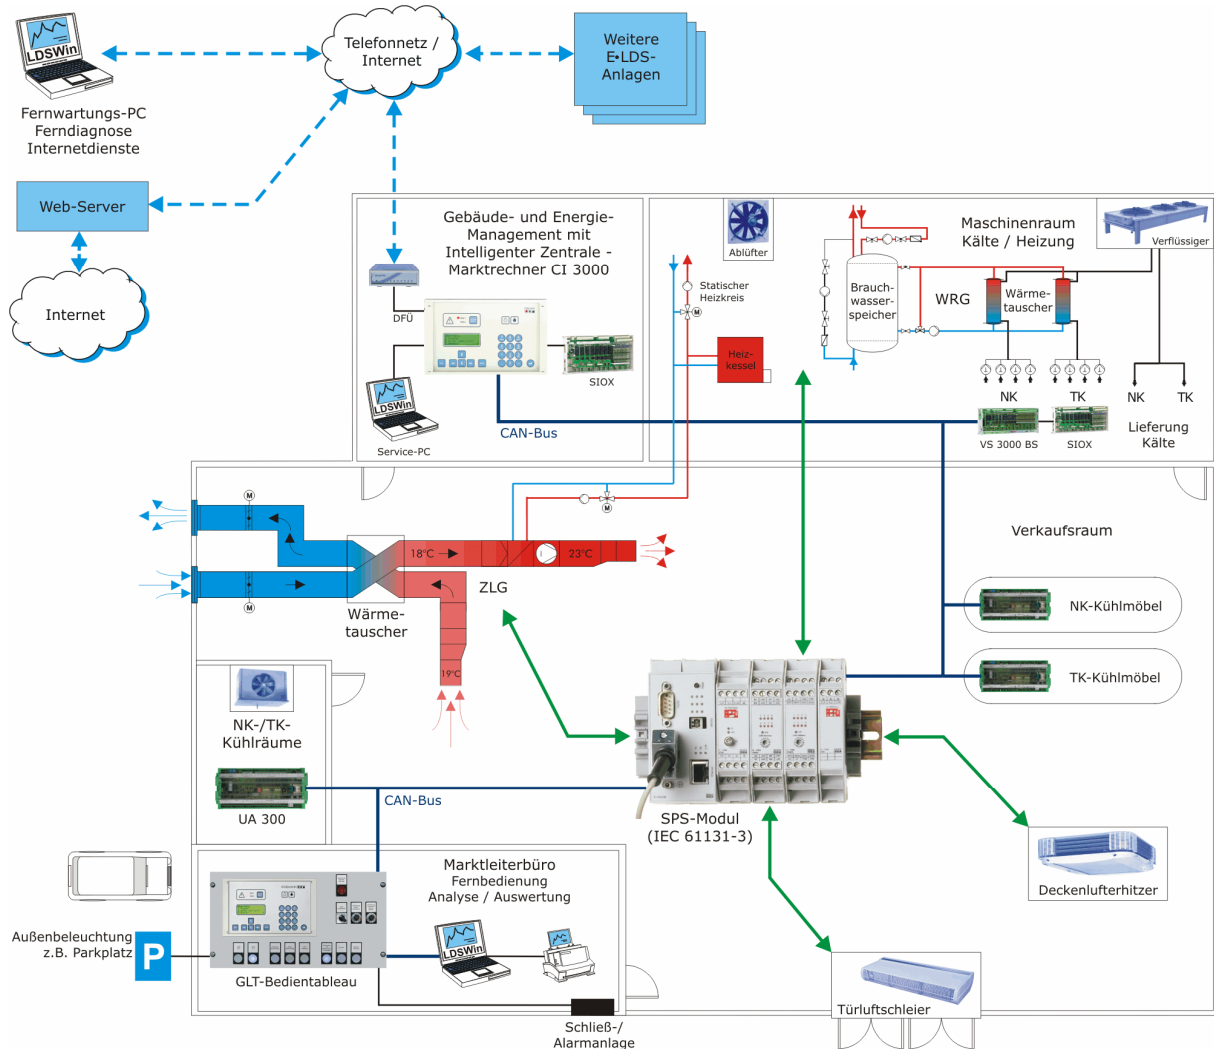 LDSWin
Fernwartungs-PC
Ferndiagnose
Internetdienste
Telefonnetz /
Internet
Weitere
E•LDS-
Anlagen
Web-Server
Internet
Gebäude- und Energie-
Management mit
Intelligenter Zentrale -
Marktrechner CI 3000
DFÜ
SIOX
LDSWin
Service-PC
CAN-Bus
Ablüfter
Statischer
Heizkreis
M
Heiz-
kessel
Maschinenraum
Kälte / Heizung
Verflüssiger
Brauch-
wasser-
speicher
WRG
Wärme-
tauscher
NK
TK
NK
TK
VS 3000 BS
SIOX
Lieferung
Kälte
M
M
18°C
23°C
M
ZLG
Wärme-
tauscher
19°C
Verkaufsraum
NK-Kühlmöbel
TK-Kühlmöbel
NK-/TK-
Kühlräume
UA 300
CAN-Bus
SPS-Modul
(IEC 61131-3)
Deckenlufterhitzer
Türluftschleier
Marktleiterbüro
Fernbedienung
Analyse / Auswertung
LDSWin
GLT-Bedientableau
Außenbeleuchtung
z.B. Parkplatz
P
Schließ-/
Alarmanlage